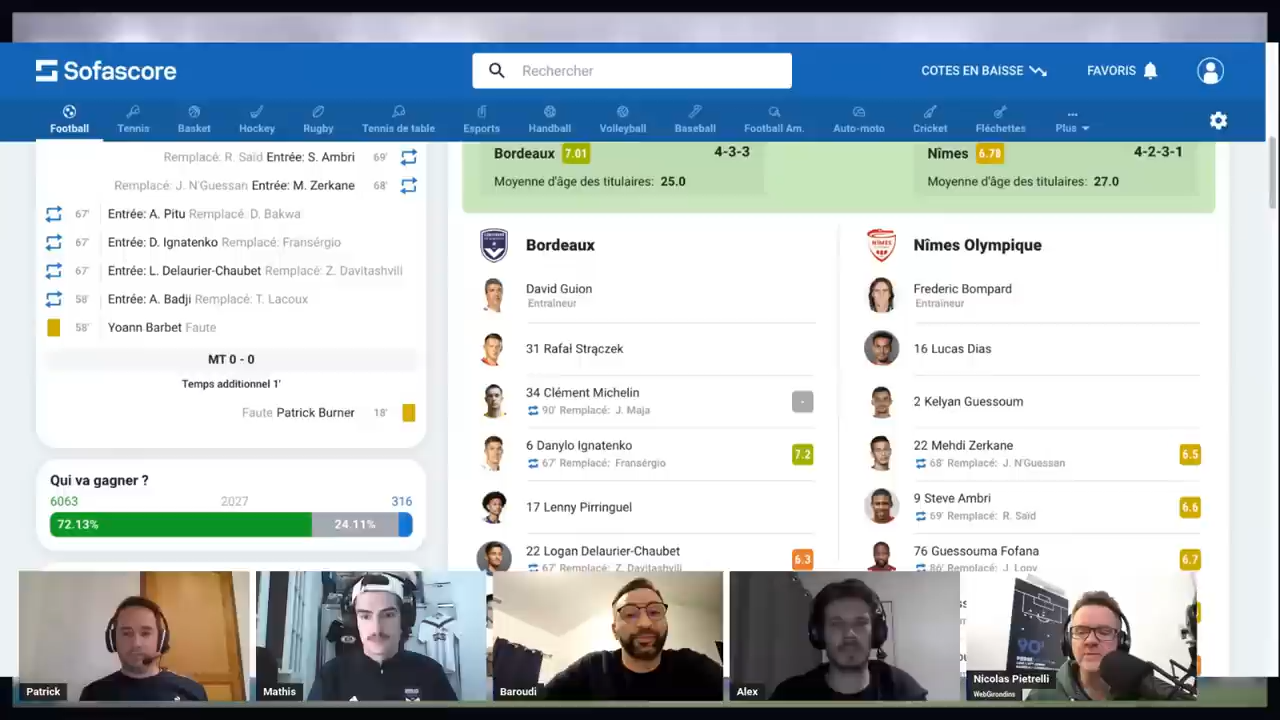 Sofascore
Rechercher
COTES EN BAISSE
FAVORIS
Football
Tennis
Basket
Hockey
Rugby
Tennis de table
Esports
Handball
Volleyball
Baseball
Football Am.
Auto-moto
Cricket
Fléchettes
Plus
Remplacé: R. Saïd Entrée: S. Ambri 69'
Remplacé: J. N'Guessan Entrée: M. Zerkane 68'
67' Entrée: A. Pitu Remplacé: D. Bakwa
67' Entrée: D. Ignatenko Remplacé: Fransérgio
67' Entrée: L. Delaurier-Chaubet Remplacé: Z. Davitashvili
58' Entrée: A. Badji Remplacé: T. Lacoux
58' Yoann Barbet Faute
MT 0 - 0
Temps additionnel 1'
Faute Patrick Burner 18'
Qui va gagner ?
6063 2027 316
72.13% 24.11%
Bordeaux 7.01 4-3-3
Moyenne d'âge des titulaires: 25.0
Nîmes 6.78 4-2-3-1
Moyenne d'âge des titulaires: 27.0
Bordeaux
David Guion
Entraîneur
31 Rafał Strączek
34 Clément Michelin
90' Remplacé: J. Maja
-
6 Danylo Ignatenko
67' Remplacé: Fransérgio
7.2
17 Lenny Pirringuel
22 Logan Delaurier-Chaubet
67' Remplacé: Z. Davitashvili
6.3
Nîmes Olympique
Frederic Bompard
Entraîneur
16 Lucas Dias
2 Kelyan Guessoum
22 Mehdi Zerkane
68' Remplacé: J. N'Guessan
6.5
9 Steve Ambri
69' Remplacé: R. Saïd
6.6
76 Guessouma Fofana
86' Remplacé: J. Lopy
6.7
Patrick
Mathis
Baroudi
Alex
90'
Nicolas Pietrelli
WebGirondins